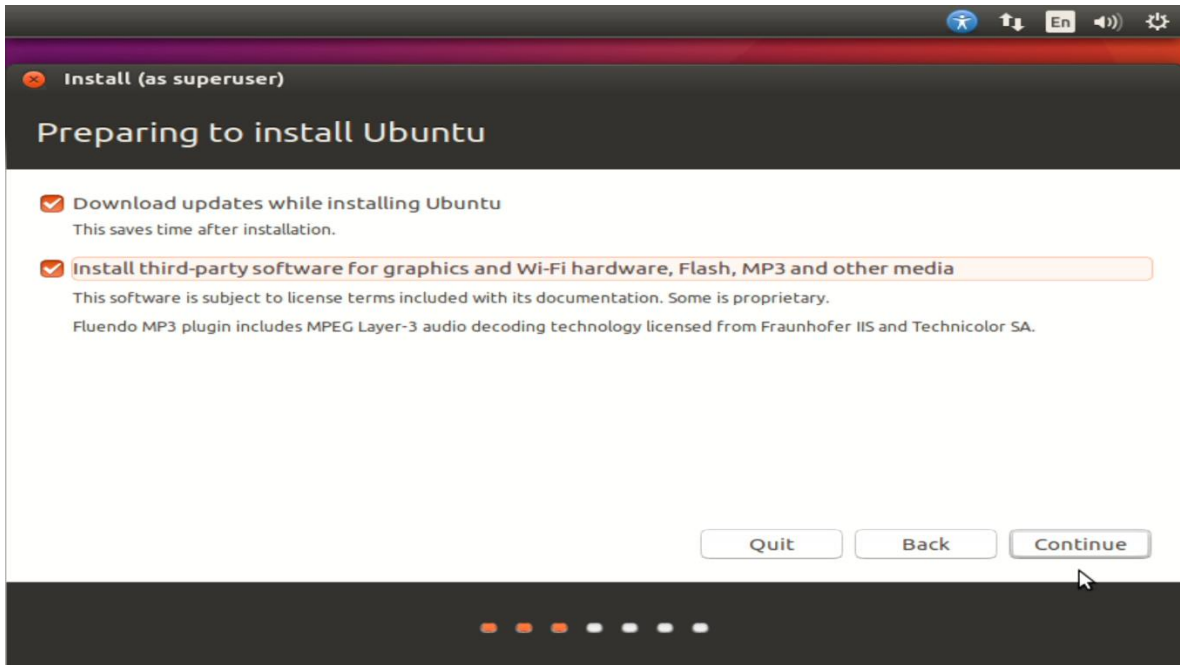 En
Install (as superuser)
Preparing to install Ubuntu
Download updates while installing Ubuntu
This saves time after installation.
Install third-party software for graphics and Wi-Fi hardware, Flash, MP3 and other media
This software is subject to license terms included with its documentation. Some is proprietary.
Fluendo MP3 plugin includes MPEG Layer-3 audio decoding technology licensed from Fraunhofer IIS and Technicolor SA.
Quit Back Continue